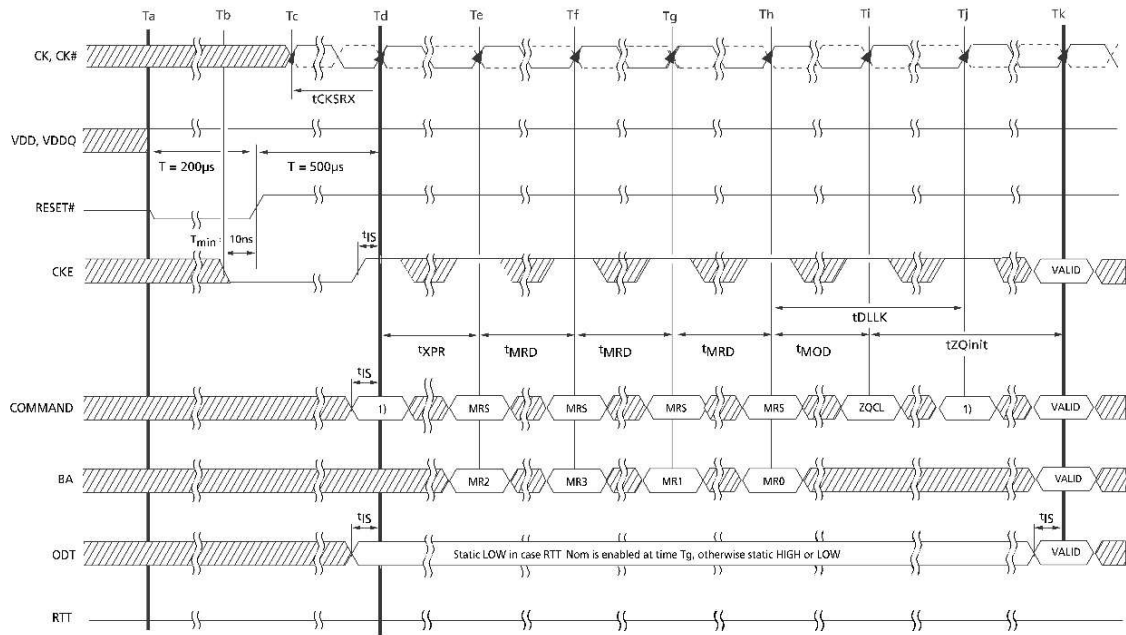 Ta Tb Tc Td Te Tf Tg Th Ti Tj Tk
CK, CK#
tCKSRX
VDD, VDDQ
T = 200µs T = 500µs
RESET#
Tmin= 10ns tIS
CKE VALID
tDLLK
tXPR tMRD tMRD tMRD tMOD tZQinit
tIS
COMMAND 1) MRS MRS MRS MRS ZQCL 1) VALID
BA MR2 MR3 MR1 MR0 VALID
tIS tIS
ODT Static LOW in case RTT Nom is enabled at time Tg, otherwise static HIGH or LOW VALID
RTT